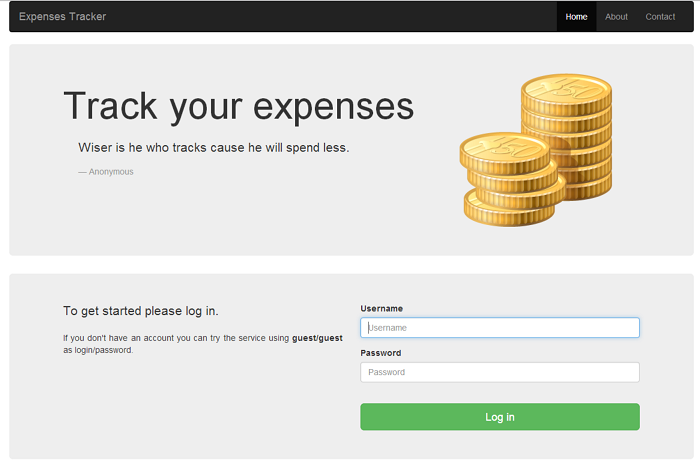 Expenses Tracker
Home About Contact
Track your expenses
Wiser is he who tracks cause he will spend less.
— Anonymous
To get started please log in.
If you don't have an account you can try the service using guest/guest
as login/password.
Username
Username
Password
Password
Log in